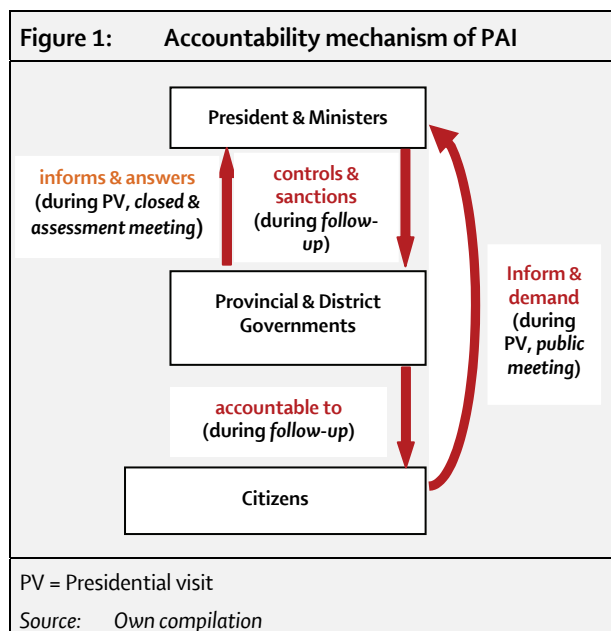 Figure 1: Accountability mechanism of PAI
President & Ministers
informs & answers
(during PV, closed &
assessment meeting)
controls &
sanctions
(during follow-
up)
Provincial & District
Governments
Inform &
demand
(during
PV, public
meeting)
accountable to
(during follow-up)
Citizens
PV = Presidential visit
Source: Own compilation